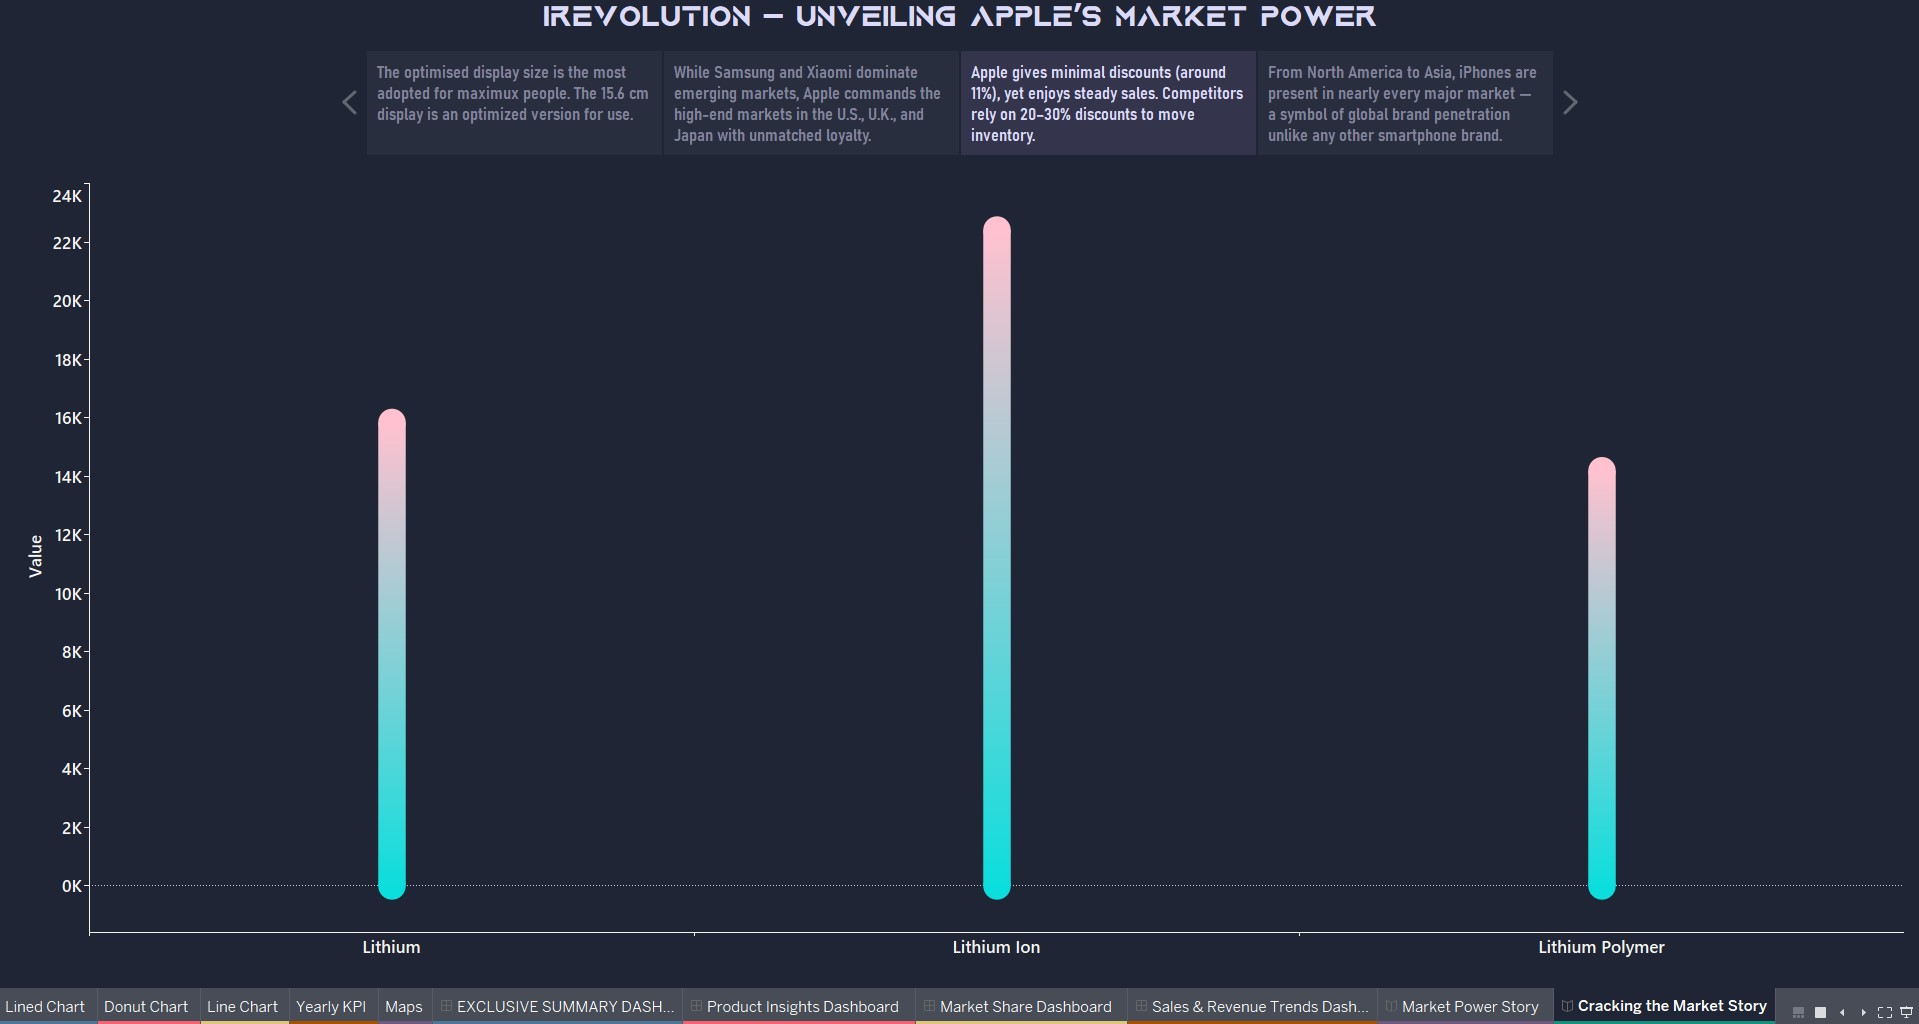 IREVOLUTION – UNVEILING APPLE'S MARKET POWER
The optimised display size is the most
adopted for maximux people. The 15.6 cm
display is an optimized version for use.
While Samsung and Xiaomi dominate
emerging markets, Apple commands the
high-end markets in the U.S., U.K., and
Japan with unmatched loyalty.
Apple gives minimal discounts (around
11%), yet enjoys steady sales. Competitors
rely on 20–30% discounts to move
inventory.
From North America to Asia, iPhones are
present in nearly every major market —
a symbol of global brand penetration
unlike any other smartphone brand.
24K
22K
20K
18K
16K
14K
12K
10K
8K
6K
4K
2K
0K
Value
Lithium
Lithium Ion
Lithium Polymer
Lined Chart
Donut Chart
Line Chart
Yearly KPI
Maps
EXCLUSIVE SUMMARY DASH...
Product Insights Dashboard
Market Share Dashboard
Sales & Revenue Trends Dash...
Market Power Story
Cracking the Market Story